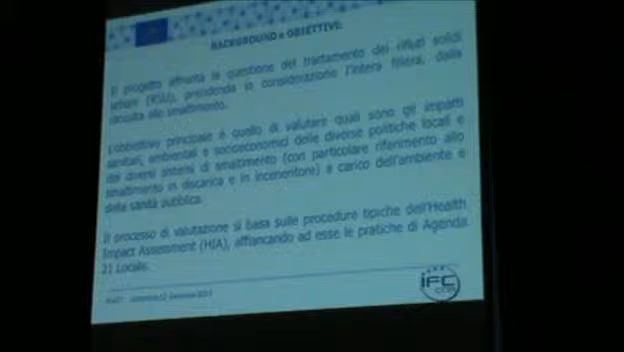 BACKGROUND e OBIETTIVI:
Il progetto affronta la questione del trattamento dei rifiuti solidi
urbani (RSU), prendendo in considerazione l'intera filiera, dalla
raccolta allo smaltimento.
L'obbiettivo principale è quello di valutare quali sono gli impatti
sanitari, ambientali e socioeconomici delle diverse politiche locali e
dei diversi sistemi di smaltimento (con particolare riferimento allo
smaltimento in discarica e in inceneritore) a carico dell'ambiente e
della sanità pubblica.
Il processo di valutazione si basa sulle procedure tipiche dell'Health
Impact Assessment (HIA), affiancando ad esse le pratiche di Agenda
21 Locale.
IFC